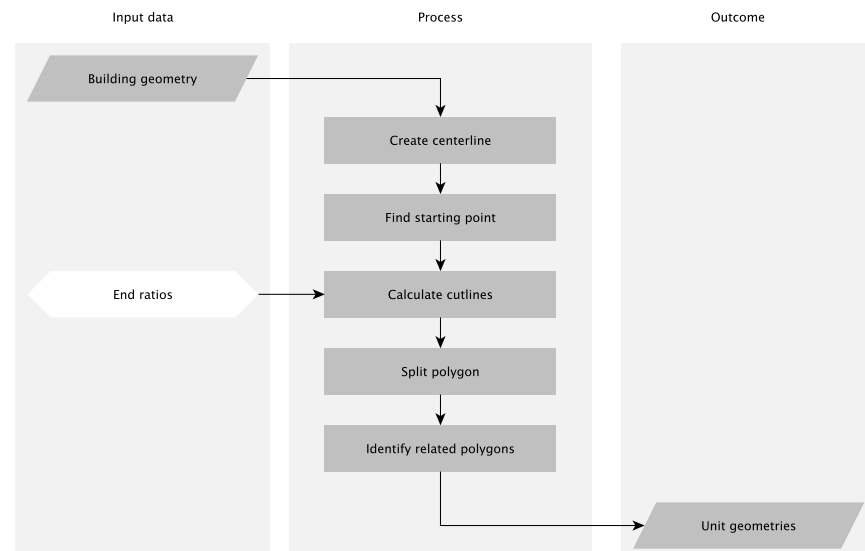 Input data
Process
Outcome
Building geometry
Create centerline
Find starting point
End ratios
Calculate cutlines
Split polygon
Identify related polygons
Unit geometries